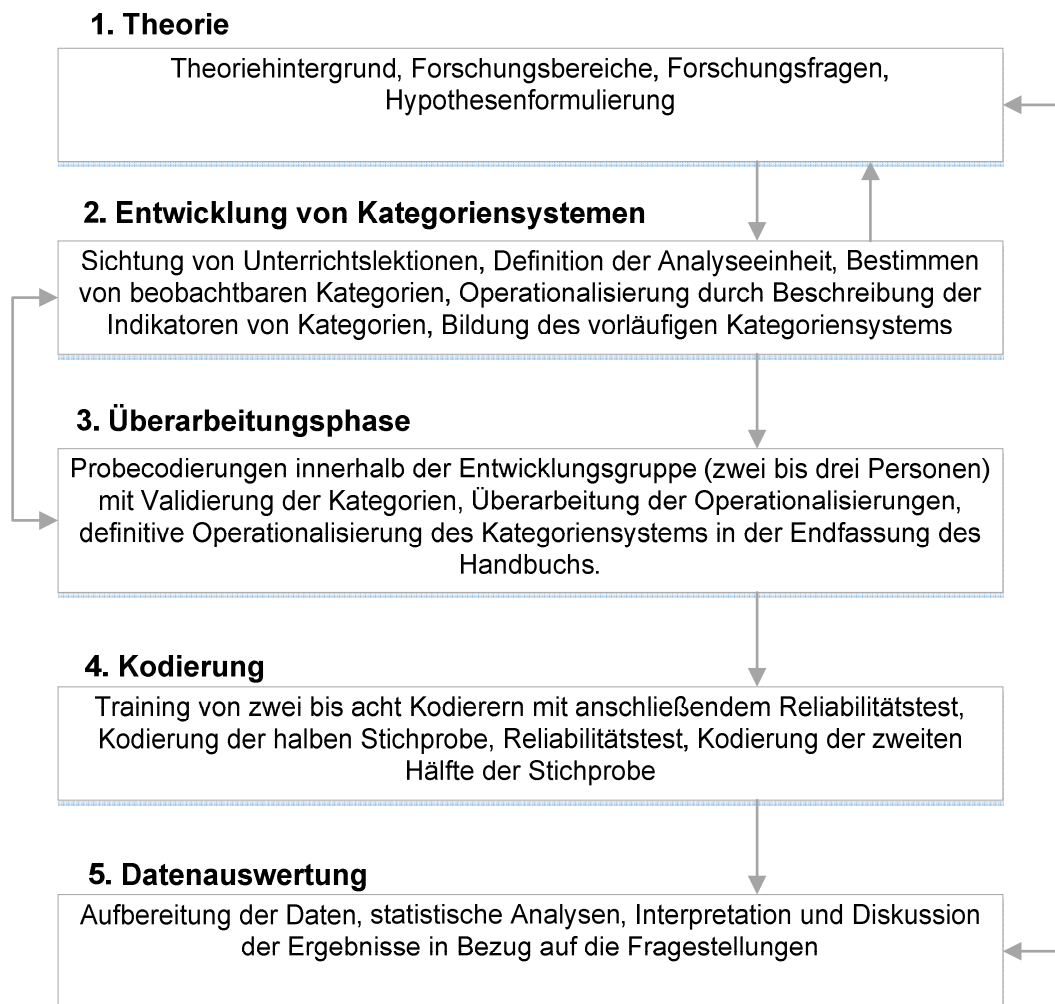 1. Theorie
Theoriehintergrund, Forschungsbereiche, Forschungsfragen,
Hypothesenformulierung
2. Entwicklung von Kategoriensystemen
Sichtung von Unterrichtslektionen, Definition der Analyseeinheit, Bestimmen
von beobachtbaren Kategorien, Operationalisierung durch Beschreibung der
Indikatoren von Kategorien, Bildung des vorläufigen Kategoriensystems
3. Überarbeitungsphase
Probecodierungen innerhalb der Entwicklungsgruppe (zwei bis drei Personen)
mit Validierung der Kategorien, Überarbeitung der Operationalisierungen,
definitive Operationalisierung des Kategoriensystems in der Endfassung des
Handbuchs.
4. Kodierung
Training von zwei bis acht Kodierern mit anschließendem Reliabilitätstest,
Kodierung der halben Stichprobe, Reliabilitätstest, Kodierung der zweiten
Hälfte der Stichprobe
5. Datenauswertung
Aufbereitung der Daten, statistische Analysen, Interpretation und Diskussion
der Ergebnisse in Bezug auf die Fragestellungen